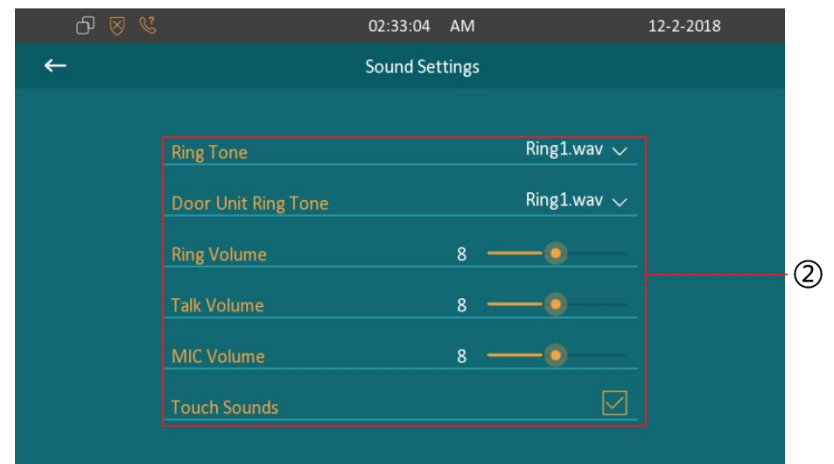 02:33:04 AM 12-2-2018
Sound Settings
Ring Tone Ring1.wav
Door Unit Ring Tone Ring1.wav
Ring Volume 8
Talk Volume 8
MIC Volume 8
Touch Sounds
②